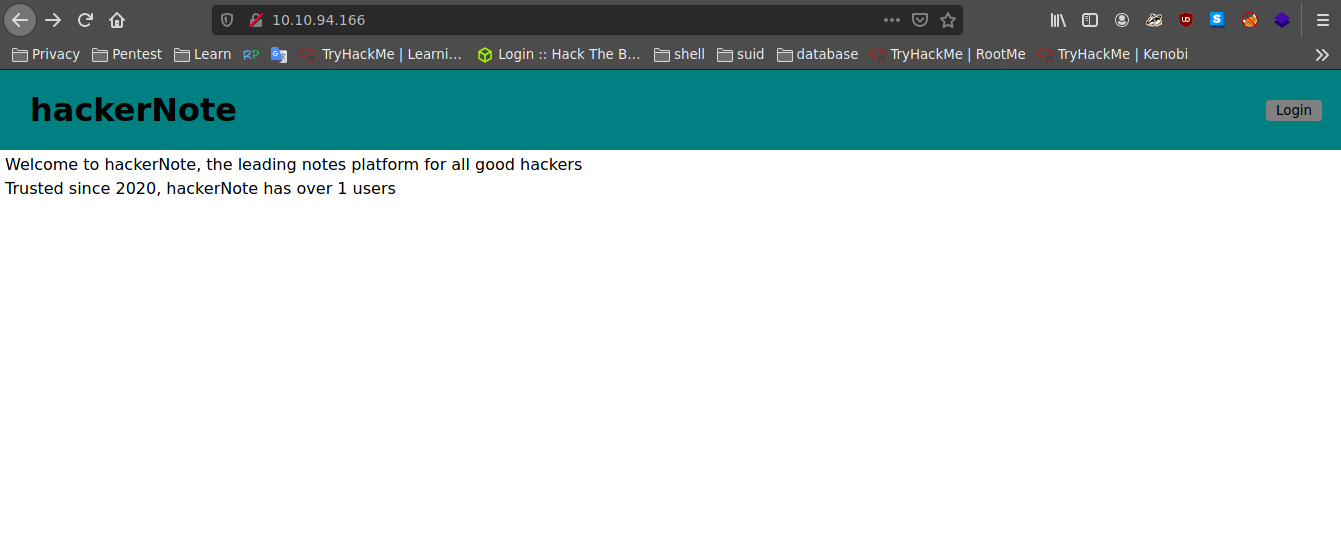 10.10.94.166
Privacy Pentest Learn RP TryHackMe | Learni... Login :: Hack The B... shell suid database TryHackMe | RootMe TryHackMe | Kenobi
hackerNote Login
Welcome to hackerNote, the leading notes platform for all good hackers
Trusted since 2020, hackerNote has over 1 users